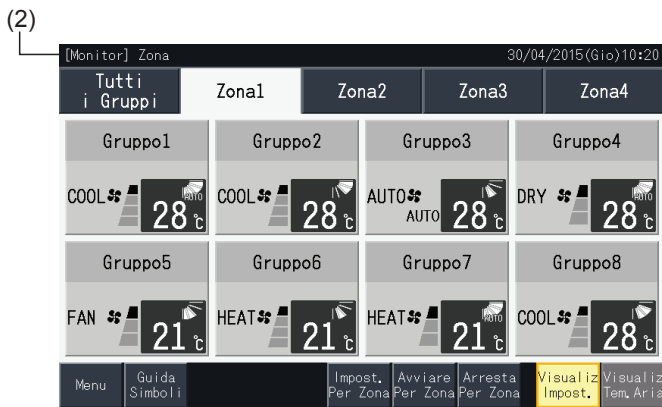 (2)
[Monitor] Zona 30/04/2015(Gio)10:20
Tutti
i Gruppi
Zona1 Zona2 Zona3 Zona4
Gruppo1 Gruppo2 Gruppo3 Gruppo4
COOL AUTO 28 °C COOL 28 °C AUTO AUTO 28 °C DRY AUTO 28 °C
Gruppo5 Gruppo6 Gruppo7 Gruppo8
FAN 21 °C HEAT 21 °C HEAT AUTO 21 °C COOL 28 °C
Menu
Guida
Simboli
Impost.
Per Zona
Avviare
Per Zona
Arresta
Per Zona
Visualiz
Impost.
Visualiz
Tem.Aria